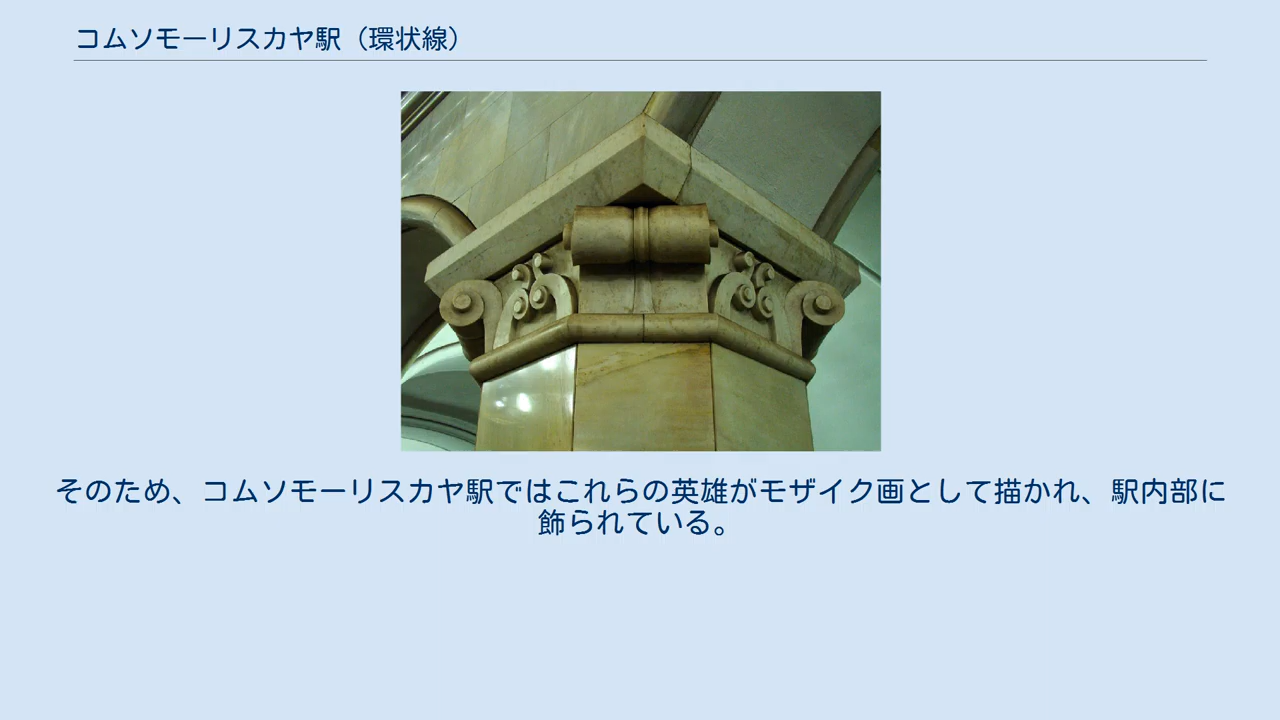 コムソモーリスカヤ駅（環状線）
そのため、コムソモーリスカヤ駅ではこれらの英雄がモザイク画として描かれ、駅内部に
飾られている。